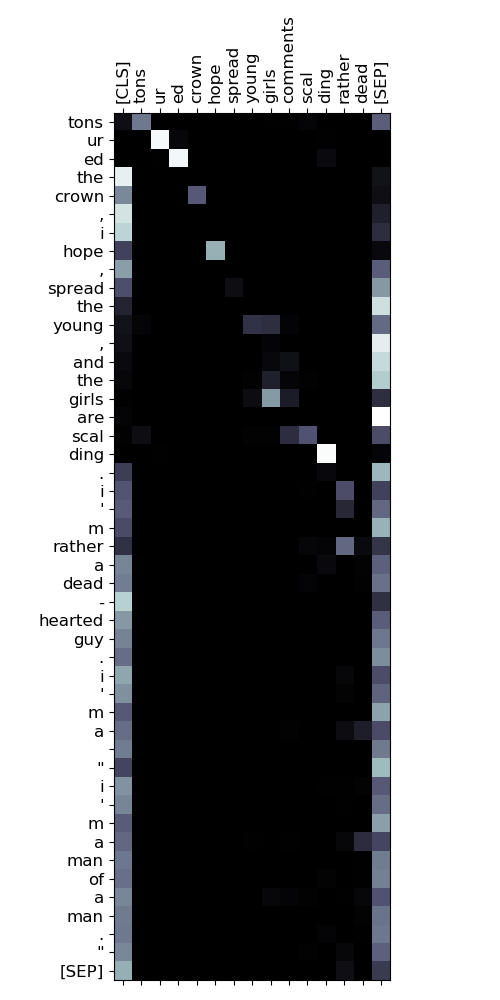 [CLS]
tons
ur
ed
crown
hope
spread
young
girls
comments
scal
ding
rather
dead
[SEP]
tons
ur
ed
the
crown
,
i
hope
,
spread
the
young
,
and
the
girls
are
scal
ding
.
i
'
m
rather
a
dead
-
hearted
guy
.
i
'
m
a
"
i
'
m
a
man
of
a
man
.
"
[SEP]